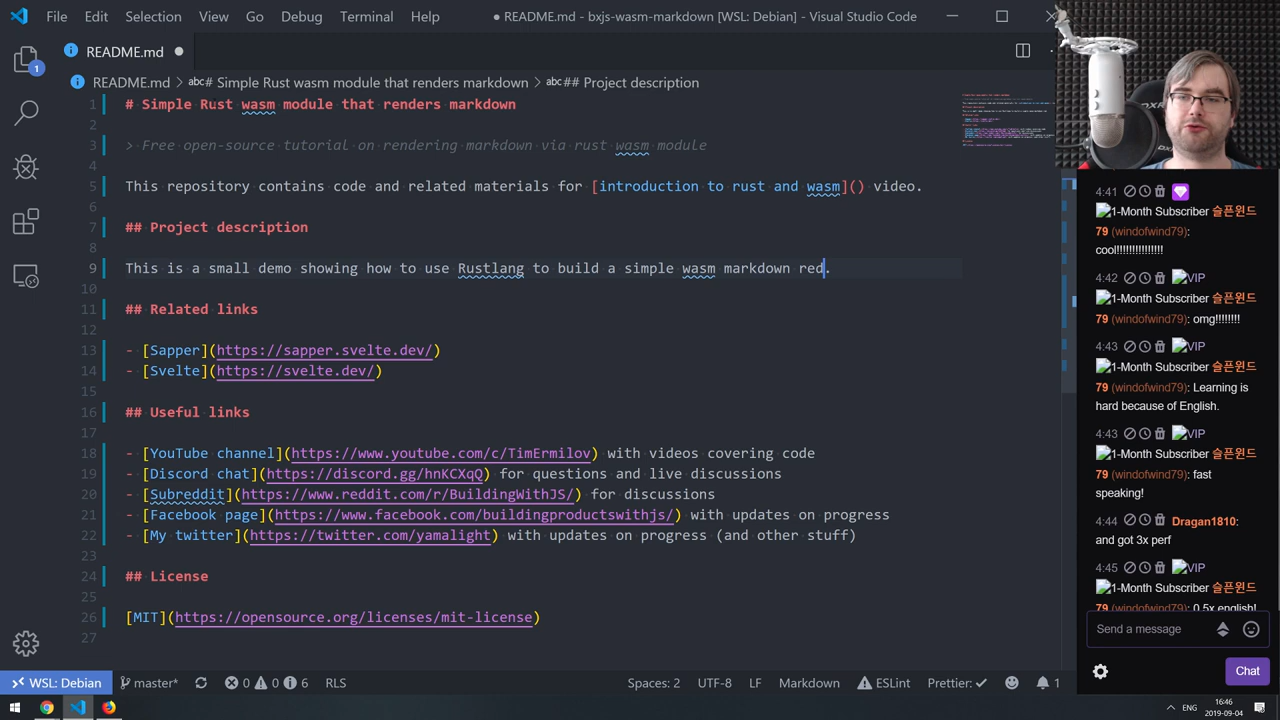 File Edit Selection View Go Debug Terminal Help ● README.md - bxjs-wasm-markdown [WSL: Debian] - Visual Studio Code
README.md
README.md > abc # Simple Rust wasm module that renders markdown > abc ## Project description
1 # Simple Rust wasm module that renders markdown
2
3 > Free open-source tutorial on rendering markdown via rust wasm module
4
5 This repository contains code and related materials for [introduction to rust and wasm]() video.
6
7 ## Project description
8
9 This is a small demo showing how to use Rustlang to build a simple wasm markdown red.
10
11 ## Related links
12
13 - [Sapper](https://sapper.svelte.dev/)
14 - [Svelte](https://svelte.dev/)
15
16 ## Useful links
17
18 - [YouTube channel](https://www.youtube.com/c/TimErmilov) with videos covering code
19 - [Discord chat](https://discord.gg/hnKCXqQ) for questions and live discussions
20 - [Subreddit](https://www.reddit.com/r/BuildingWithJS/) for discussions
21 - [Facebook page](https://www.facebook.com/buildingproductswithjs/) with updates on progress
22 - [My twitter](https://twitter.com/yamalight) with updates on progress (and other stuff)
23
24 ## License
25
26 [MIT](https://opensource.org/licenses/mit-license)
27
1
WSL: Debian master* 0 0 6 RLS Spaces: 2 UTF-8 LF Markdown ESLint Prettier: ✓ 1
4:41
1-Month Subscriber 슬픈윈드
79 (windofwind79):
cool!!!!!!!!!!!!!!!
4:42 VIP
1-Month Subscriber 슬픈윈드
79 (windofwind79): omg!!!!!!!!
4:43 VIP
1-Month Subscriber 슬픈윈드
79 (windofwind79): Learning is
hard because of English.
4:43 VIP
1-Month Subscriber 슬픈윈드
79 (windofwind79): fast
speaking!
4:44 Dragan1810:
and got 3x perf
4:45 VIP
1-Month Subscriber 슬픈윈드
79 (windofwind79): 0.5x english!
Send a message
Chat
ENG 16:46
2019-09-04